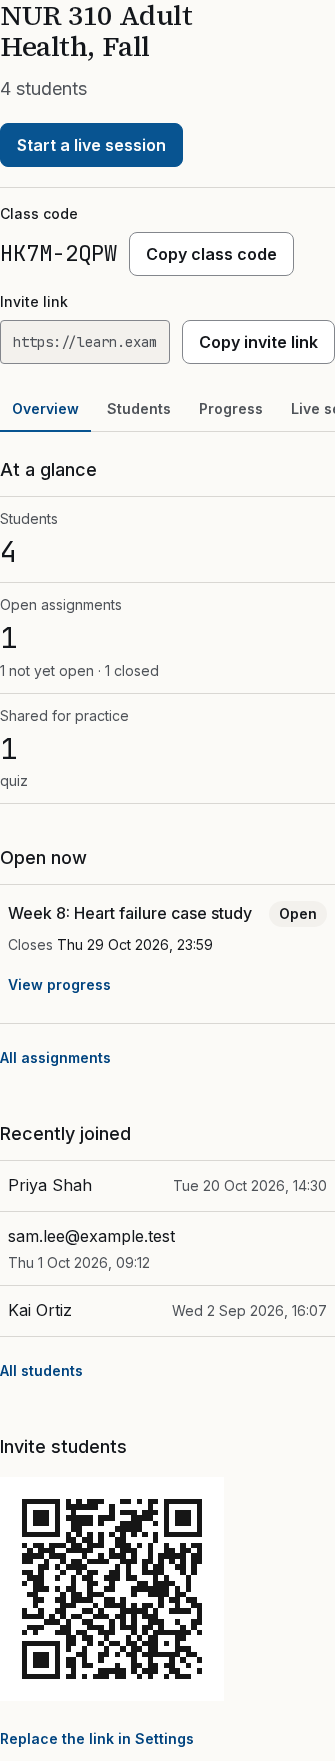 NUR 310 Adult
Health, Fall
4 students
Start a live session
Class code
HK7M-2QPW
Copy class code
Invite link
https://learn.exam
Copy invite link
Overview
Students
Progress
Live se
At a glance
Students
4
Open assignments
1
1 not yet open · 1 closed
Shared for practice
1
quiz
Open now
Week 8: Heart failure case study
Open
Closes Thu 29 Oct 2026, 23:59
View progress
All assignments
Recently joined
Priya Shah
Tue 20 Oct 2026, 14:30
sam.lee@example.test
Thu 1 Oct 2026, 09:12
Kai Ortiz
Wed 2 Sep 2026, 16:07
All students
Invite students
Replace the link in Settings